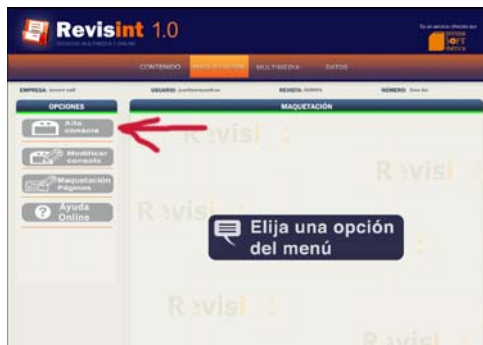 Revisint 1.0
CONTENIDO MAQUETACIÓN MULTIMEDIA DATOS
EMPRESA: USUARIO: REVISTA: NÚMERO:
OPCIONES
MAQUETACIÓN
Alta
consola
Modificar
consola
Maquetación
Páginas
Ayuda
Online
Elija una opción
del menú